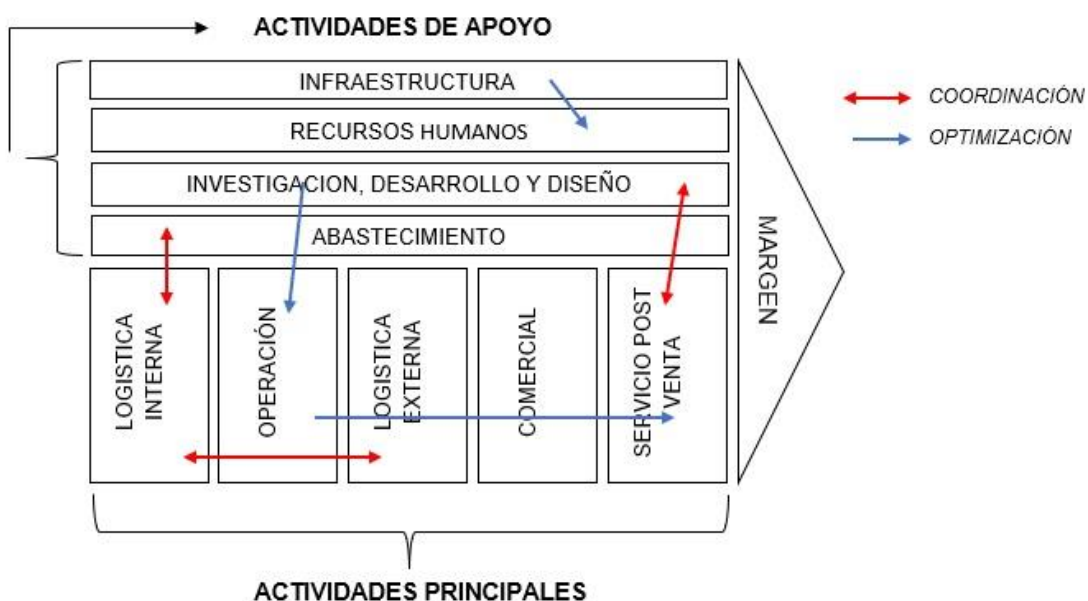 ACTIVIDADES DE APOYO
INFRAESTRUCTURA
RECURSOS HUMANOS
INVESTIGACION, DESARROLLO Y DISEÑO
ABASTECIMIENTO
LOGISTICA
INTERNA
OPERACIÓN
LOGISTICA
EXTERNA
COMERCIAL
SERVICIO POST
VENTA
MARGEN
COORDINACIÓN
OPTIMIZACIÓN
ACTIVIDADES PRINCIPALES